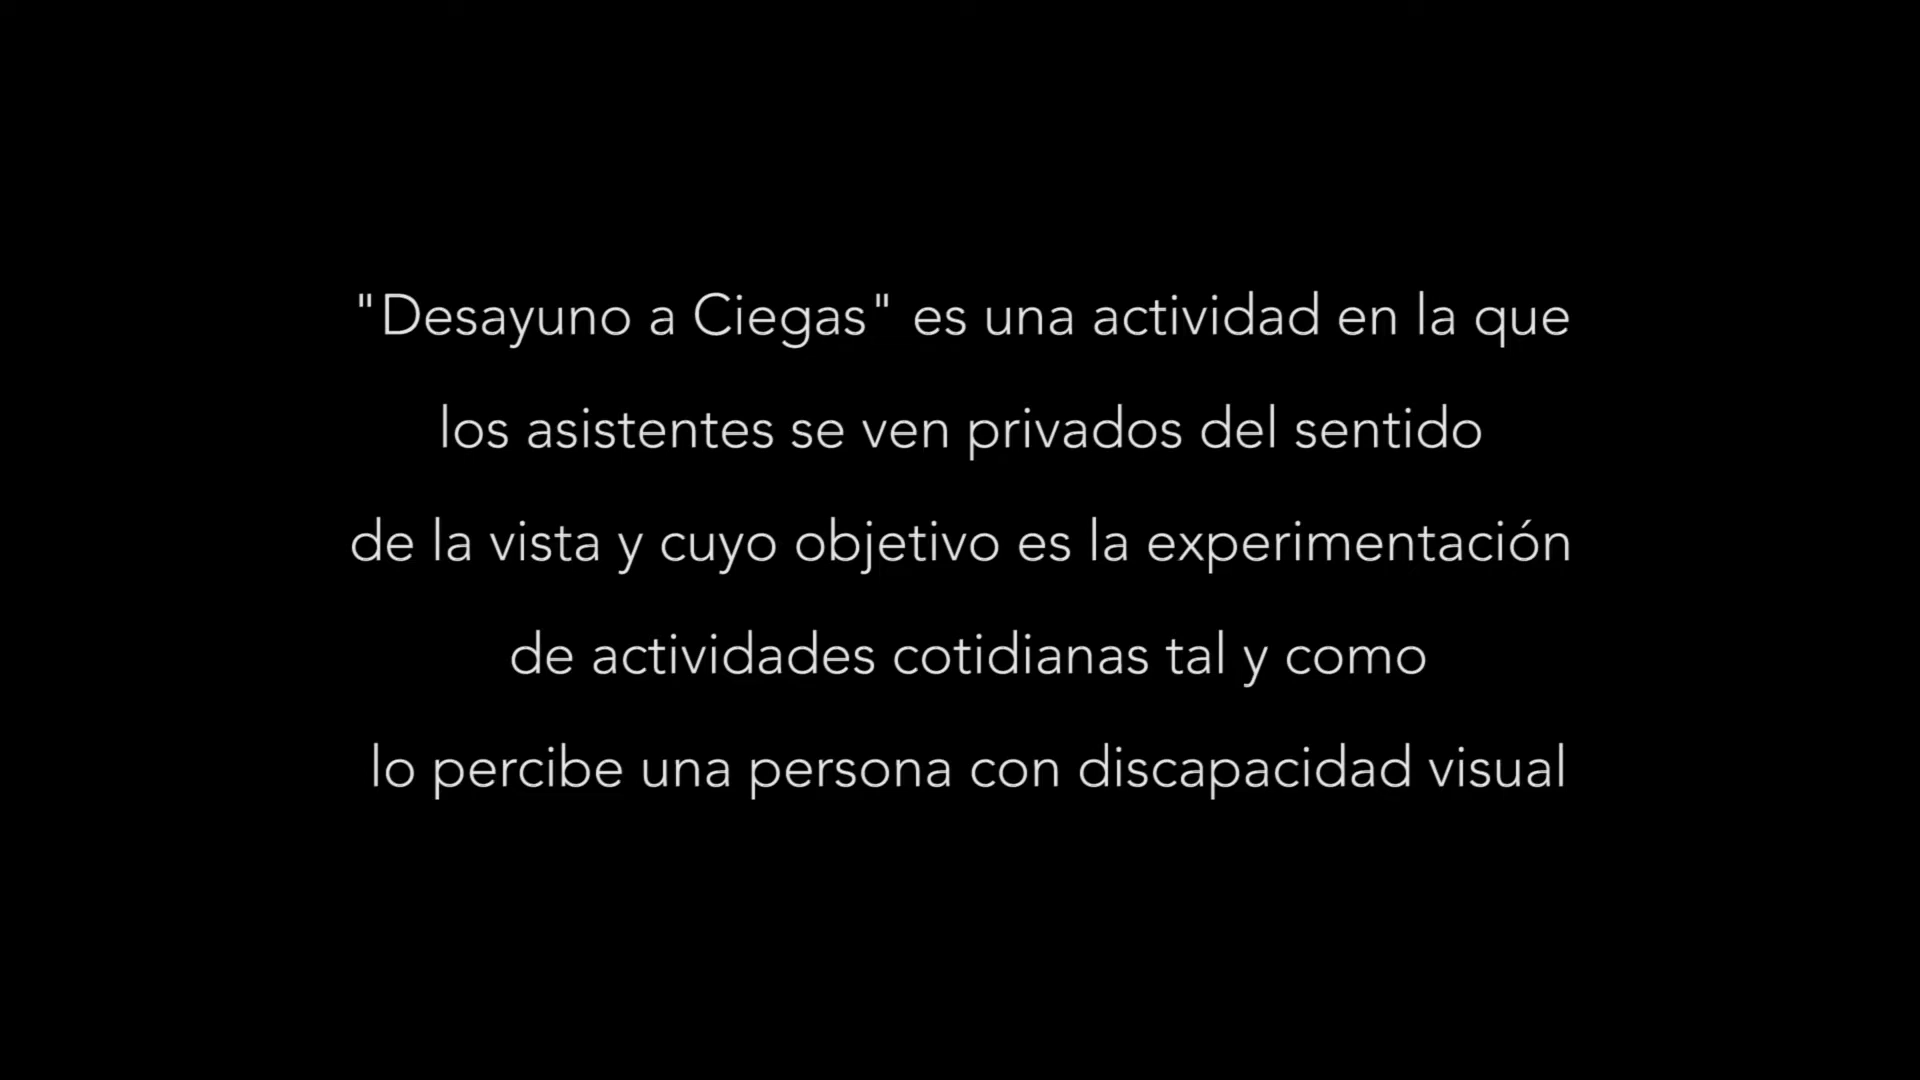 "Desayuno a Ciegas" es una actividad en la que
los asistentes se ven privados del sentido
de la vista y cuyo objetivo es la experimentación
de actividades cotidianas tal y como
lo percibe una persona con discapacidad visual